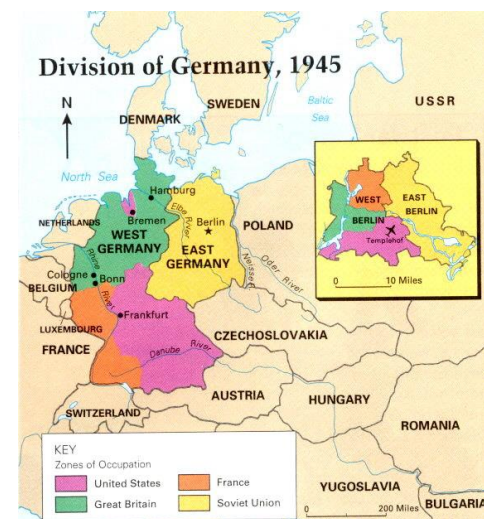 Division of Germany, 1945
N
DENMARK
SWEDEN
Baltic
Sea
USSR
North Sea
Hamburg
Bremen
Elbe River
Berlin
NETHERLANDS
WEST
GERMANY
EAST
GERMANY
POLAND
Oder River
Neisse R.
Cologne
Bonn
BELGIUM
Rhine
River
Frankfurt
LUXEMBOURG
FRANCE
CZECHOSLOVAKIA
Danube River
AUSTRIA
HUNGARY
SWITZERLAND
ROMANIA
YUGOSLAVIA
BULGARIA
WEST
BERLIN
EAST
BERLIN
Templehof
0 10 Miles
KEY
Zones of Occupation
United States
France
Great Britain
Soviet Union
0 200 Miles